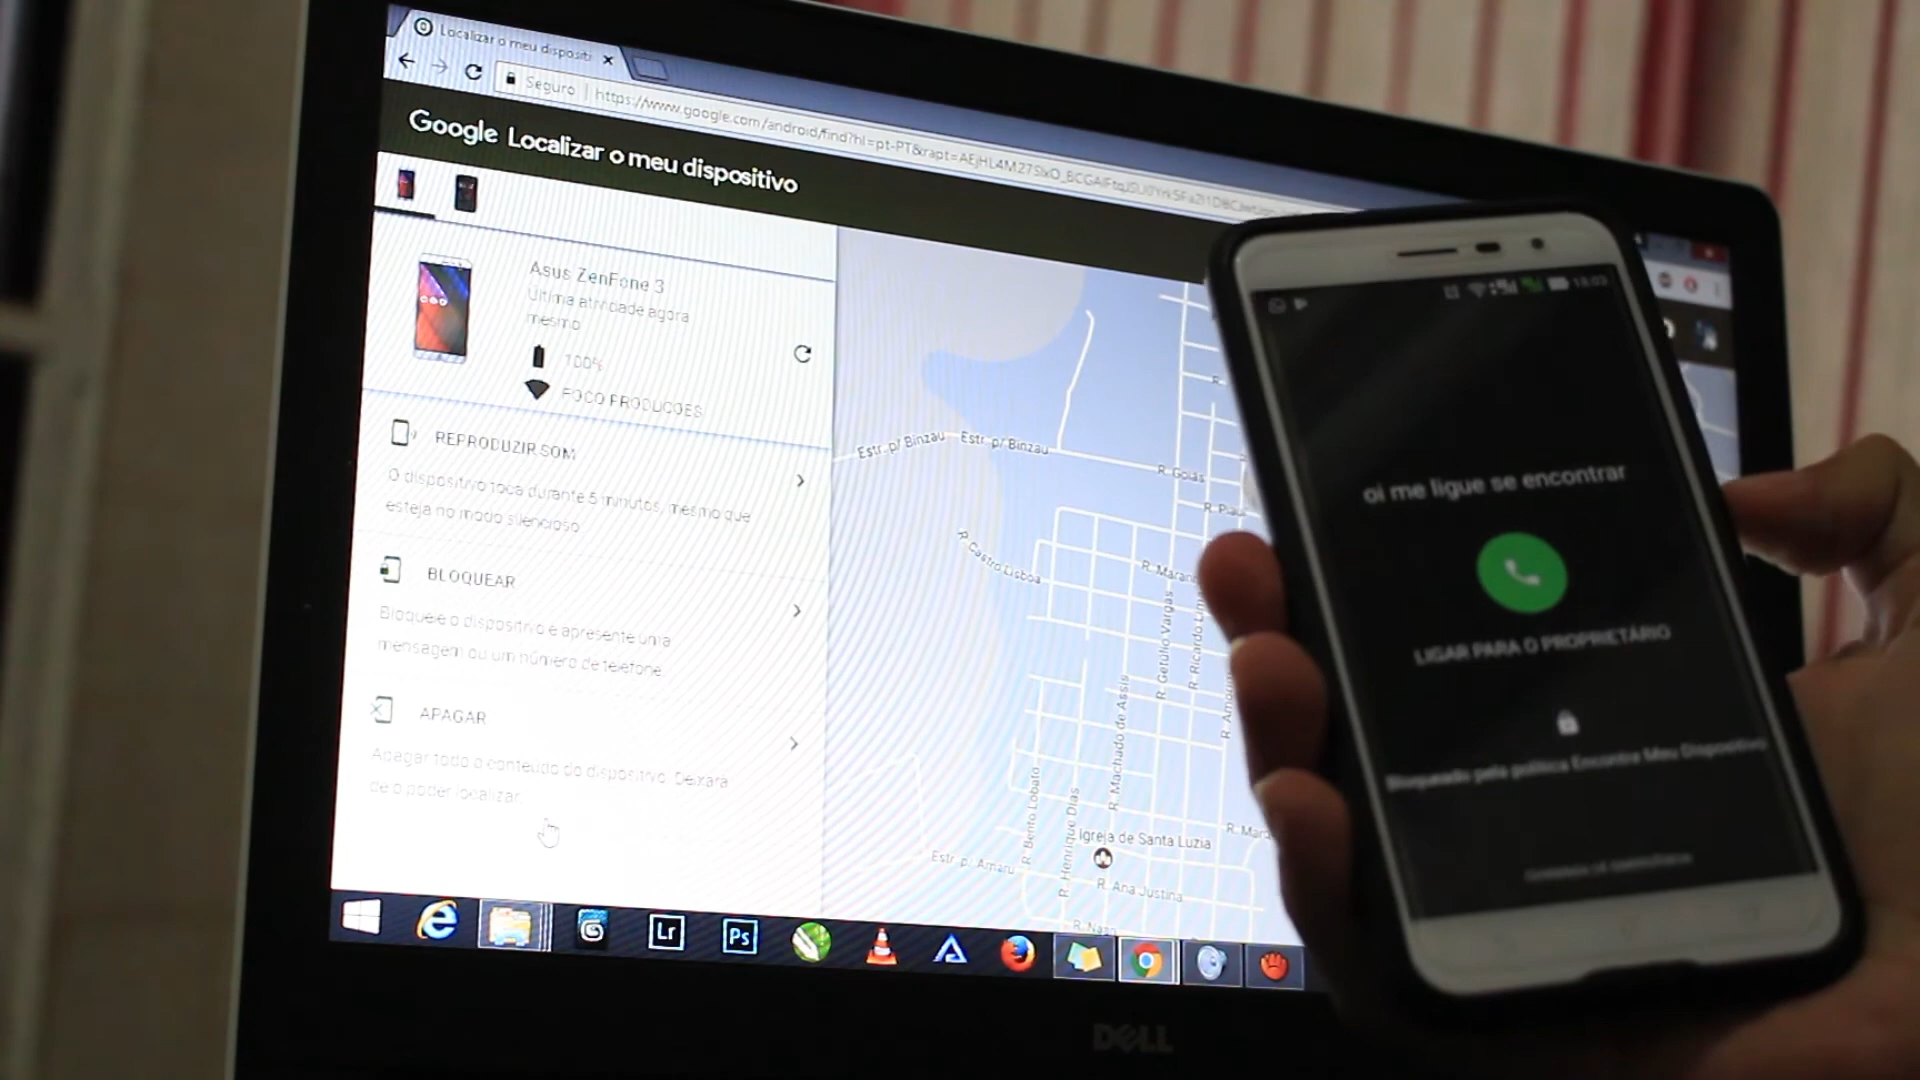 Localizar o meu dispositi
Seguro | https://www.google.com/android/find?hl=pt-PT&rapt=
Google Localizar o meu dispositivo
Asus ZenFone 3
Última atividade agora
mesmo
100%
FOCO PRODUCOES
REPRODUZIR SOM
O dispositivo toca durante 5 minutos, mesmo que
esteja no modo silencioso
BLOQUEAR
Bloqueie o dispositivo e apresente uma
mensagem ou um número de telefone
APAGAR
Apagar todo o conteúdo do dispositivo. Deixará
de o poder localizar.
Estr. p/ Binzau
Estr. p/ Binzau
R. Goiás
R. Piauí
R. Castro Lisboa
R. Maranh
R. Getúlio Vargas
R. Ricardo Lima
R. Machado de Assis
R. Bento Lobato
R. Henrique Dias
Igreja de Santa Luzia
Estr. p/ Amaru
R. Ana Justina
Lr
Ps
DELL
oi me ligue se encontrar
LIGAR PARA O PROPRIETÁRIO
Bloqueado pela política Encontre Meu Dispositivo